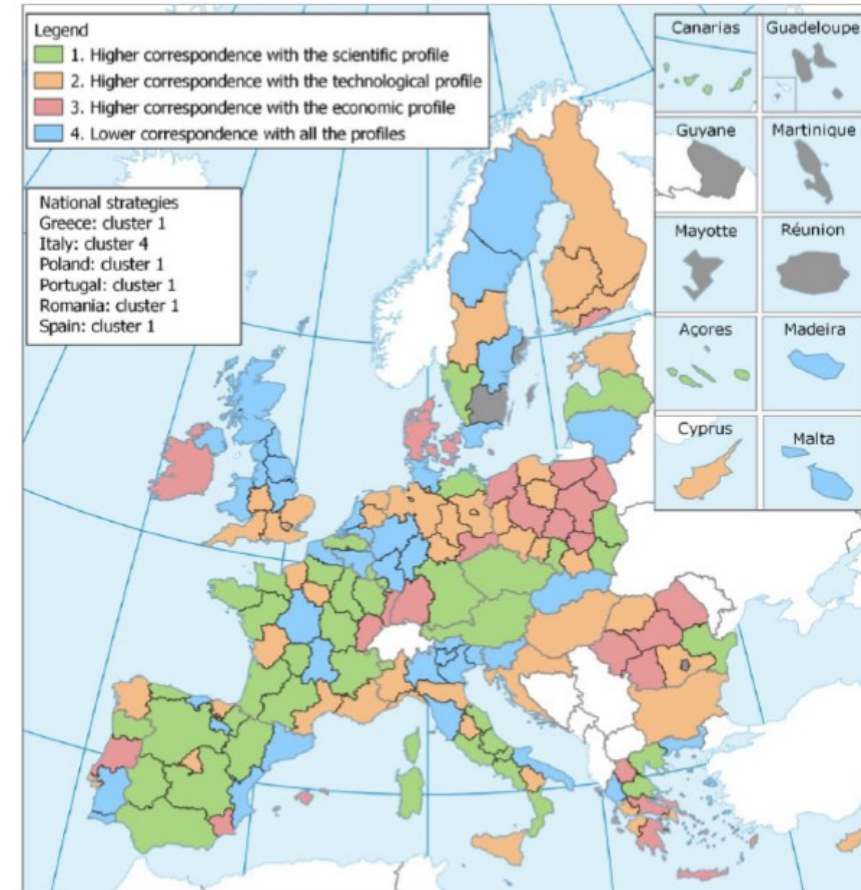 Legend
1. Higher correspondence with the scientific profile
2. Higher correspondence with the technological profile
3. Higher correspondence with the economic profile
4. Lower correspondence with all the profiles
National strategies
Greece: cluster 1
Italy: cluster 4
Poland: cluster 1
Portugal: cluster 1
Romania: cluster 1
Spain: cluster 1
Canarias
Guadeloupe
Guyane
Martinique
Mayotte
Réunion
Açores
Madeira
Cyprus
Malta